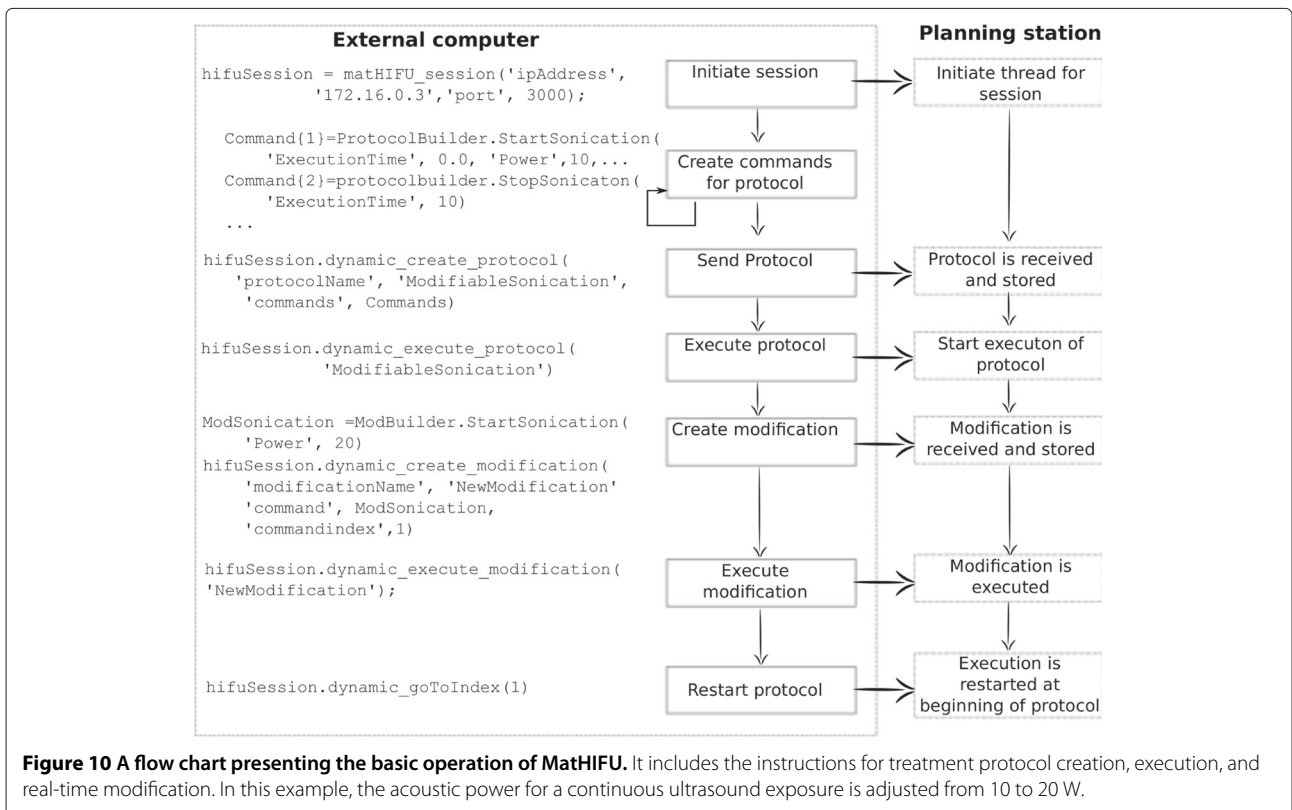 External computer
Planning station
hifuSession = matHIFU_session('ipAddress',
'172.16.0.3','port', 3000);
Initiate session
Initiate thread for
session
Command{1}=ProtocolBuilder.StartSonication(
'ExecutionTime', 0.0, 'Power',10,...
Command{2}=protocolbuilder.StopSonicaton(
'ExecutionTime', 10)
...
Create commands
for protocol
hifuSession.dynamic_create_protocol(
'protocolName', 'ModifiableSonication',
'commands', Commands)
Send Protocol
Protocol is received
and stored
hifuSession.dynamic_execute_protocol(
'ModifiableSonication')
Execute protocol
Start executon of
protocol
ModSonication =ModBuilder.StartSonication(
'Power', 20)
hifuSession.dynamic_create_modification(
'modificationName', 'NewModification'
'command', ModSonication,
'commandindex',1)
Create modification
Modification is
received and stored
hifuSession.dynamic_execute_modification(
'NewModification');
Execute
modification
Modification is
executed
hifuSession.dynamic_goToIndex(1)
Restart protocol
Execution is
restarted at
beginning of protocol
Figure 10 A flow chart presenting the basic operation of MatHIFU. It includes the instructions for treatment protocol creation, execution, and
real-time modification. In this example, the acoustic power for a continuous ultrasound exposure is adjusted from 10 to 20 W.